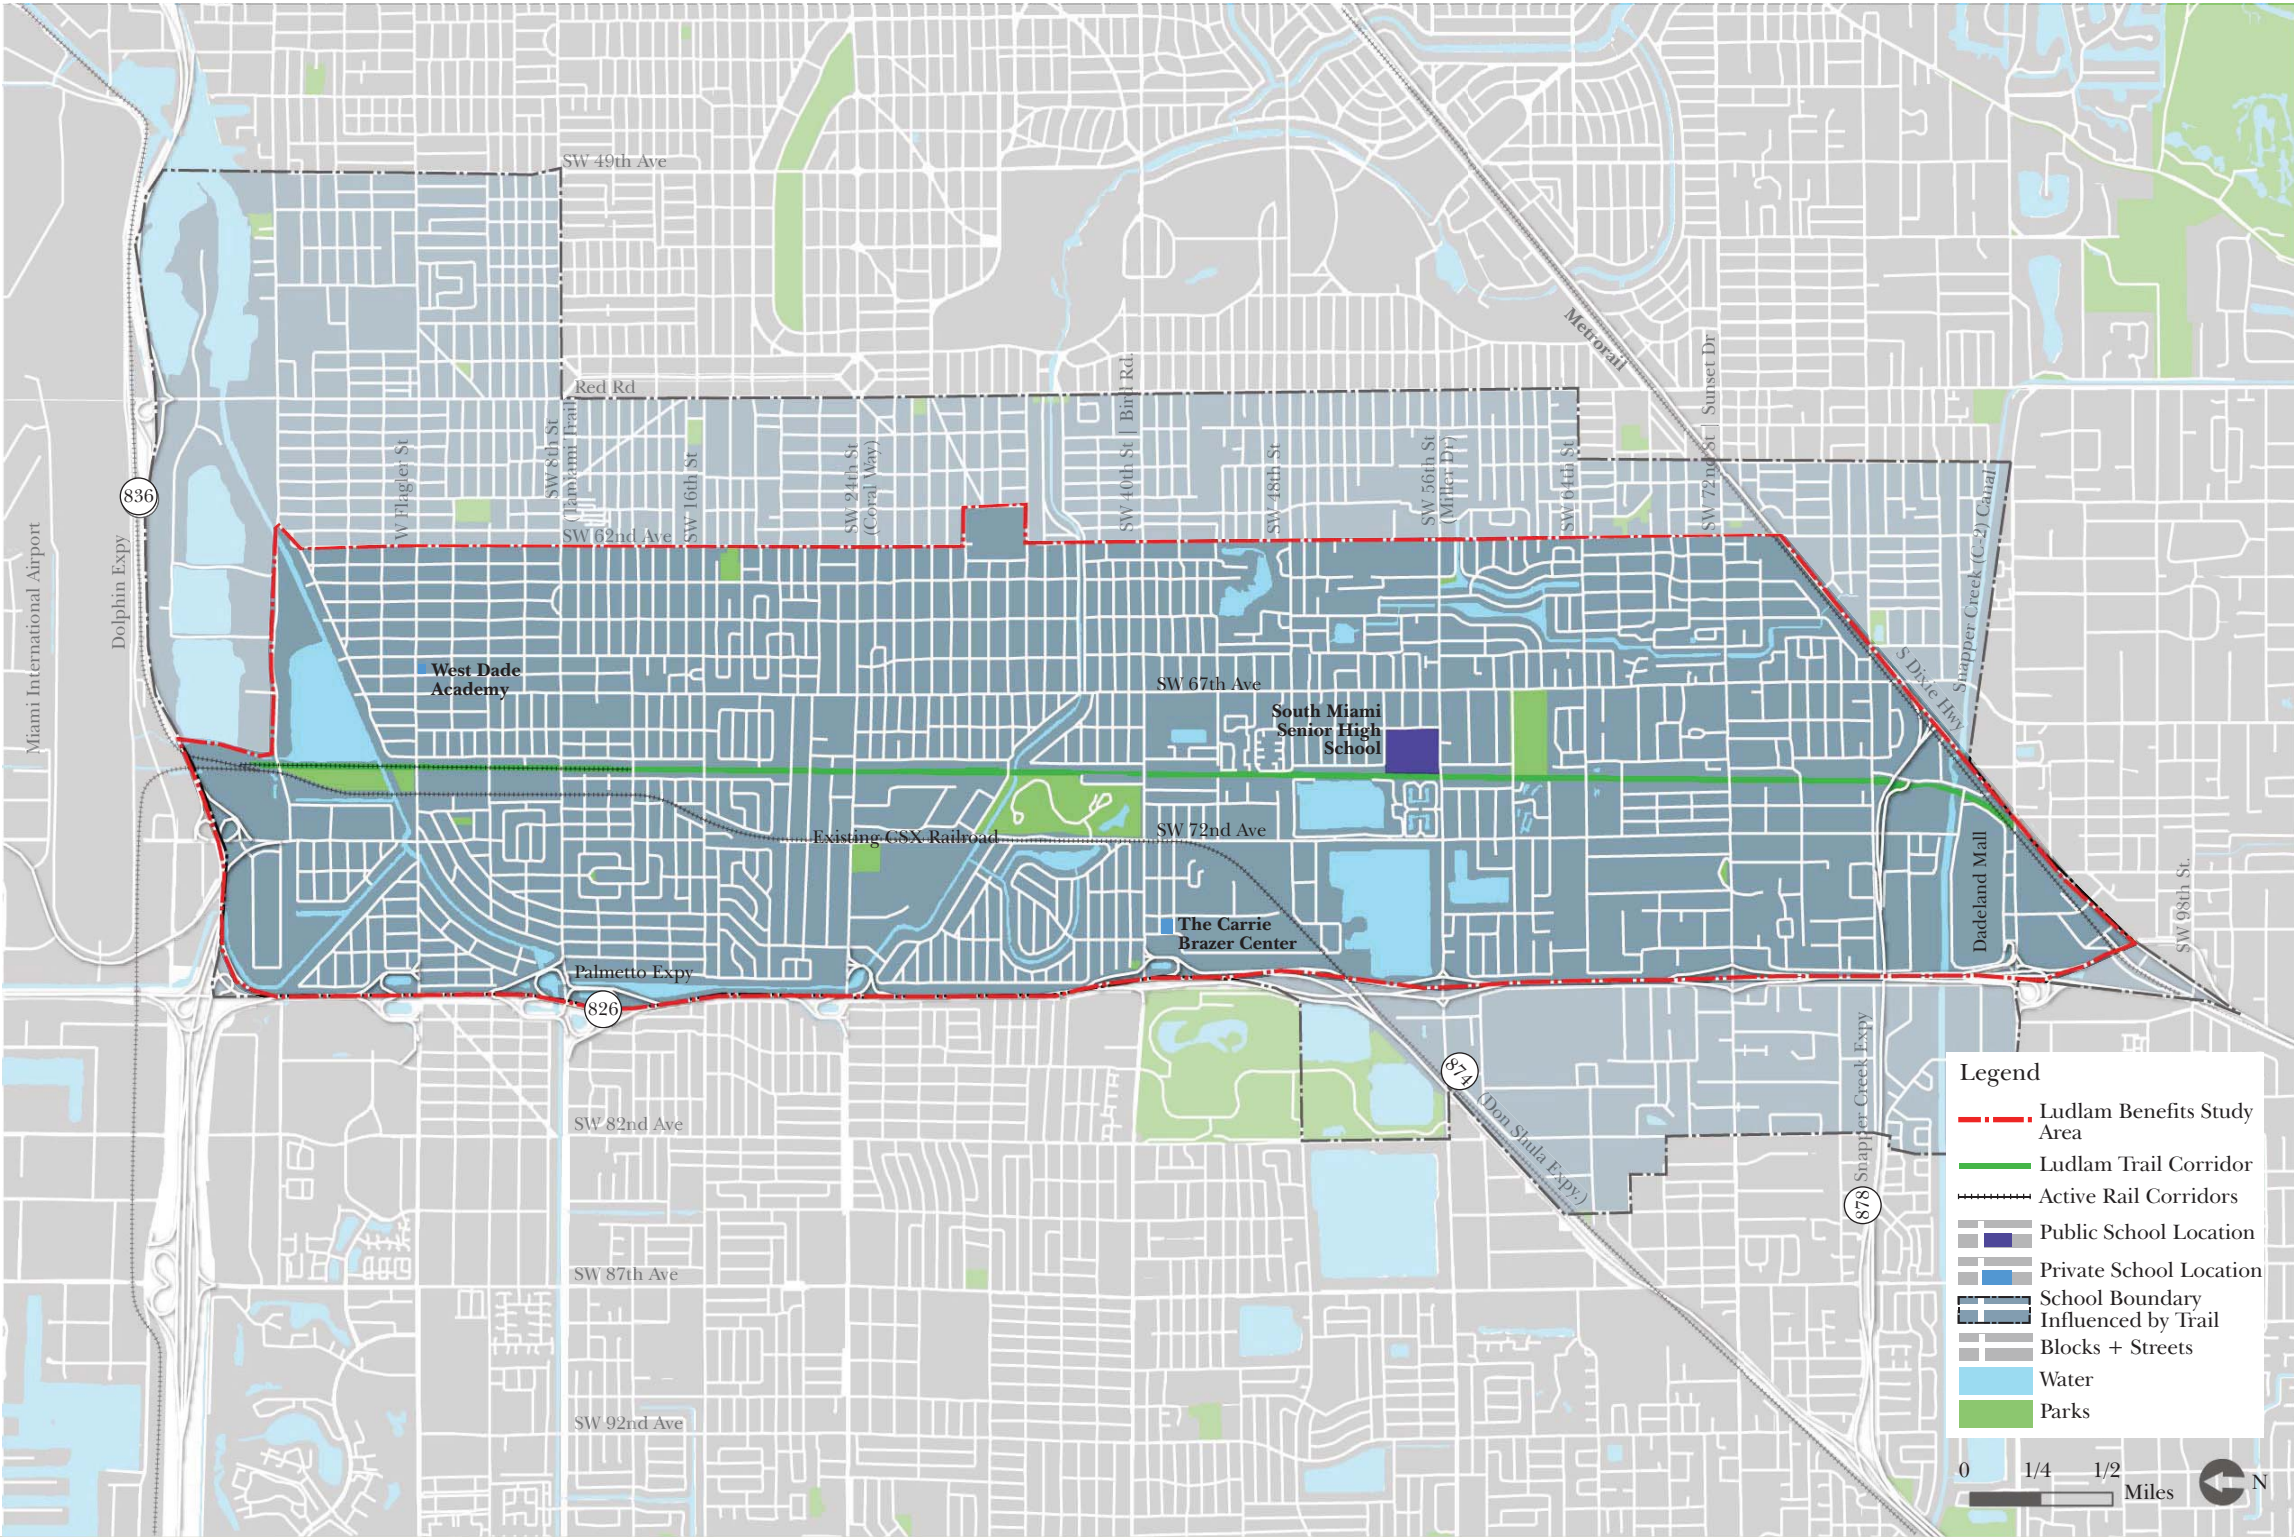 SW 49th Ave
Metrorail
Red Rd
SW 72nd St | Sunset Dr
SW 40th St | Bird Rd.
W Flagler St
SW 8th St
(Tamiami Trail)
SW 16th St
SW 24th St
(Coral Way)
SW 48th St
SW 56th St
(Miller Dr)
SW 64th St
Snapper Creek (C-2) Canal
836
SW 62nd Ave
Miami International Airport
Dolphin Expy
West Dade
Academy
SW 67th Ave
S Dixie Hwy
South Miami
Senior High
School
Existing CSX Railroad
SW 72nd Ave
Dadeland Mall
SW 98th St.
The Carrie
Brazer Center
Palmetto Expy
826
874
(Don Shula Expy.)
Snapper Creek Expy
878
SW 82nd Ave
SW 87th Ave
SW 92nd Ave
Legend
Ludlam Benefits Study
Area
Ludlam Trail Corridor
Active Rail Corridors
Public School Location
Private School Location
School Boundary
Influenced by Trail
Blocks + Streets
Water
Parks
0 1/4 1/2
Miles
N